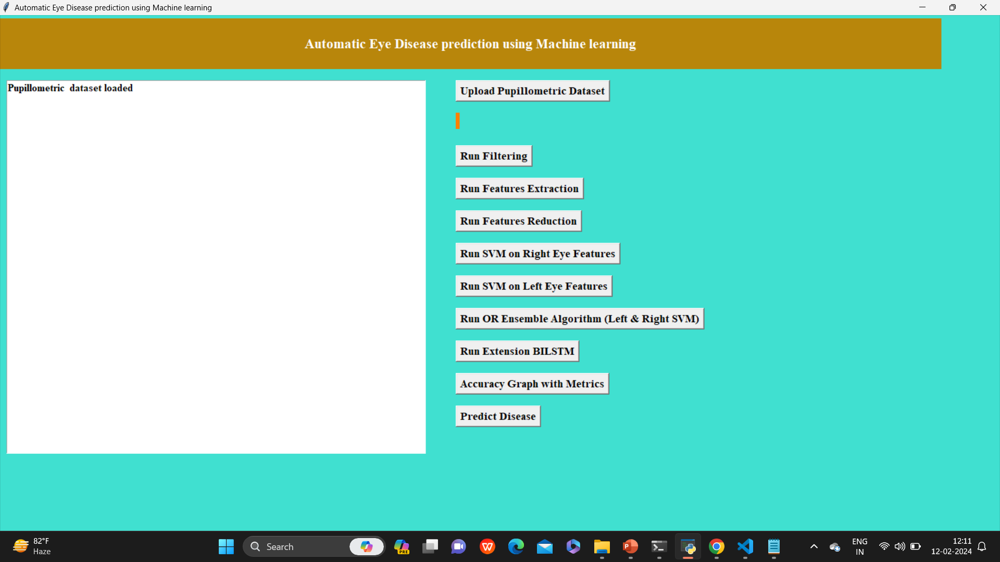 Automatic Eye Disease prediction using Machine learning
Automatic Eye Disease prediction using Machine learning
Pupillometric  dataset loaded
Upload Pupillometric Dataset
Run Filtering
Run Features Extraction
Run Features Reduction
Run SVM on Right Eye Features
Run SVM on Left Eye Features
Run OR Ensemble Algorithm (Left & Right SVM)
Run Extension BILSTM
Accuracy Graph with Metrics
Predict Disease
82°F
Haze
Search
PRE
W
P
ENG
IN
12:11
12-02-2024